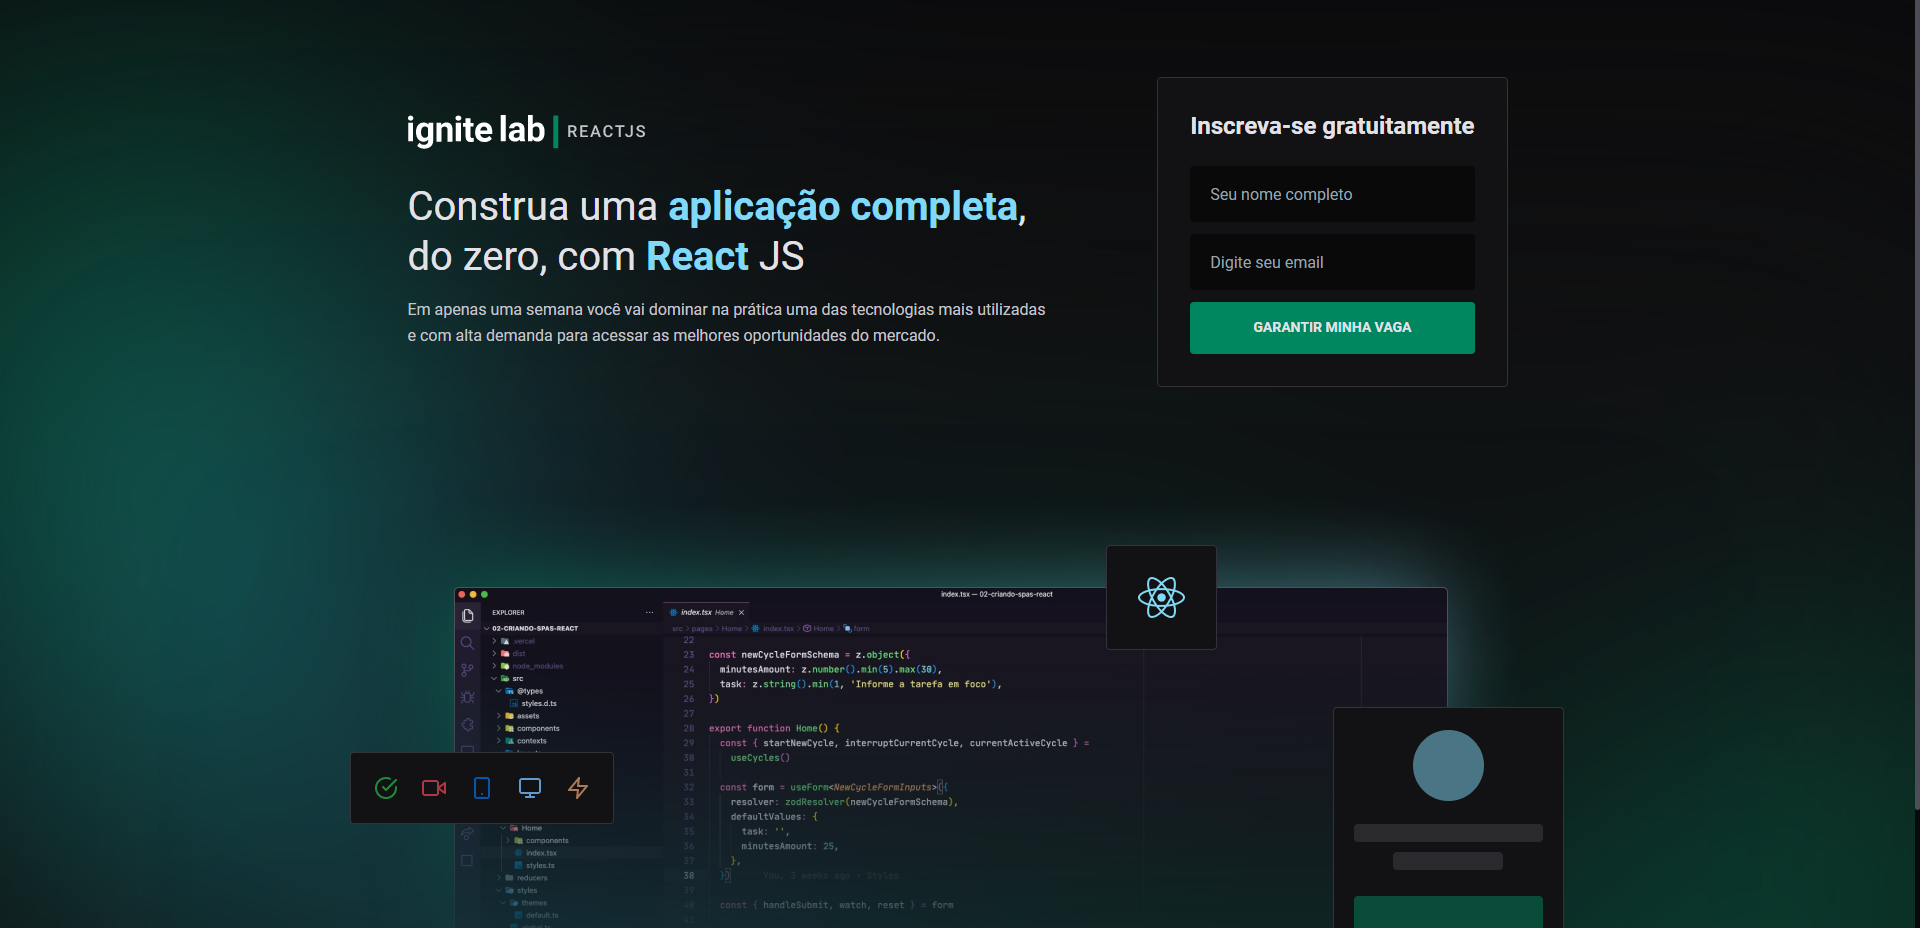 ignite lab | REACTJS
Construa uma aplicação completa,
do zero, com React JS
Em apenas uma semana você vai dominar na prática uma das tecnologias mais utilizadas
e com alta demanda para acessar as melhores oportunidades do mercado.
Inscreva-se gratuitamente
Seu nome completo
Digite seu email
GARANTIR MINHA VAGA
index.tsx — 02-criando-spas-react
EXPLORER ...
02-CRIANDO-SPAS-REACT
.vercel
dist
node_modules
src
@types
styles.d.ts
assets
components
contexts
Home
components
index.tsx
styles.ts
reducers
styles
themes
default.ts
index.tsx Home ×
src > pages > Home > index.tsx > Home > form
22
23 const newCycleFormSchema = z.object({
24 minutesAmount: z.number().min(5).max(30),
25 task: z.string().min(1, 'Informe a tarefa em foco'),
26 })
27
28 export function Home() {
29 const { startNewCycle, interruptCurrentCycle, currentActiveCycle } =
30 useCycles()
31
32 const form = useForm<NewCycleFormInputs>({
33 resolver: zodResolver(newCycleFormSchema),
34 defaultValues: {
35 task: '',
36 minutesAmount: 25,
37 },
38 }) You, 3 weeks ago • Styles
39
40 const { handleSubmit, watch, reset } = form